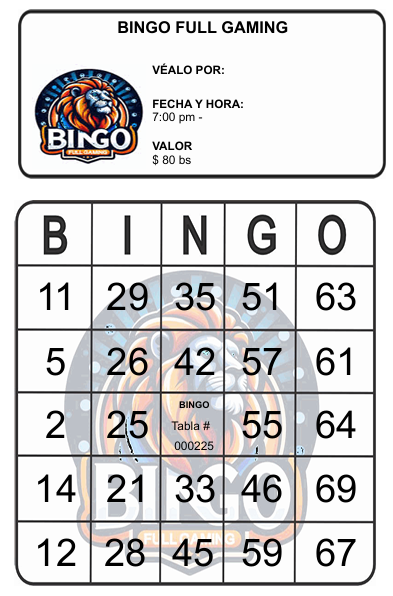 BINGO FULL GAMING
VÉALO POR:
FECHA Y HORA:
7:00 pm -
VALOR
$ 80 bs
BINGO
FULL GAMING
B I N G O
11 29 35 51 63
5 26 42 57 61
2 25 BINGO 55 64
Tabla #
000225
14 21 33 46 69
12 28 45 59 67
BINGO
FULL GAMING